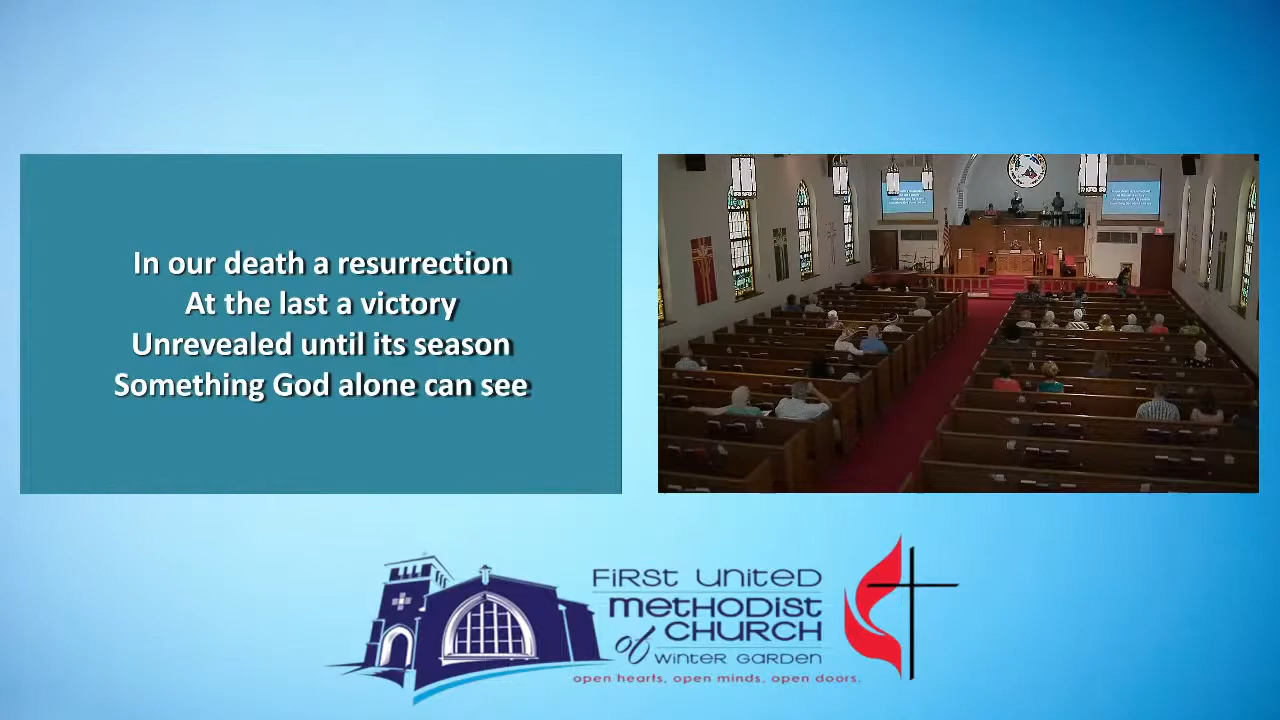 In our death a resurrection
At the last a victory
Unrevealed until its season
Something God alone can see
FiRST UNiTED
METHODIST
of CHURCH
WINTER GARDEN
open hearts, open minds, open doors.